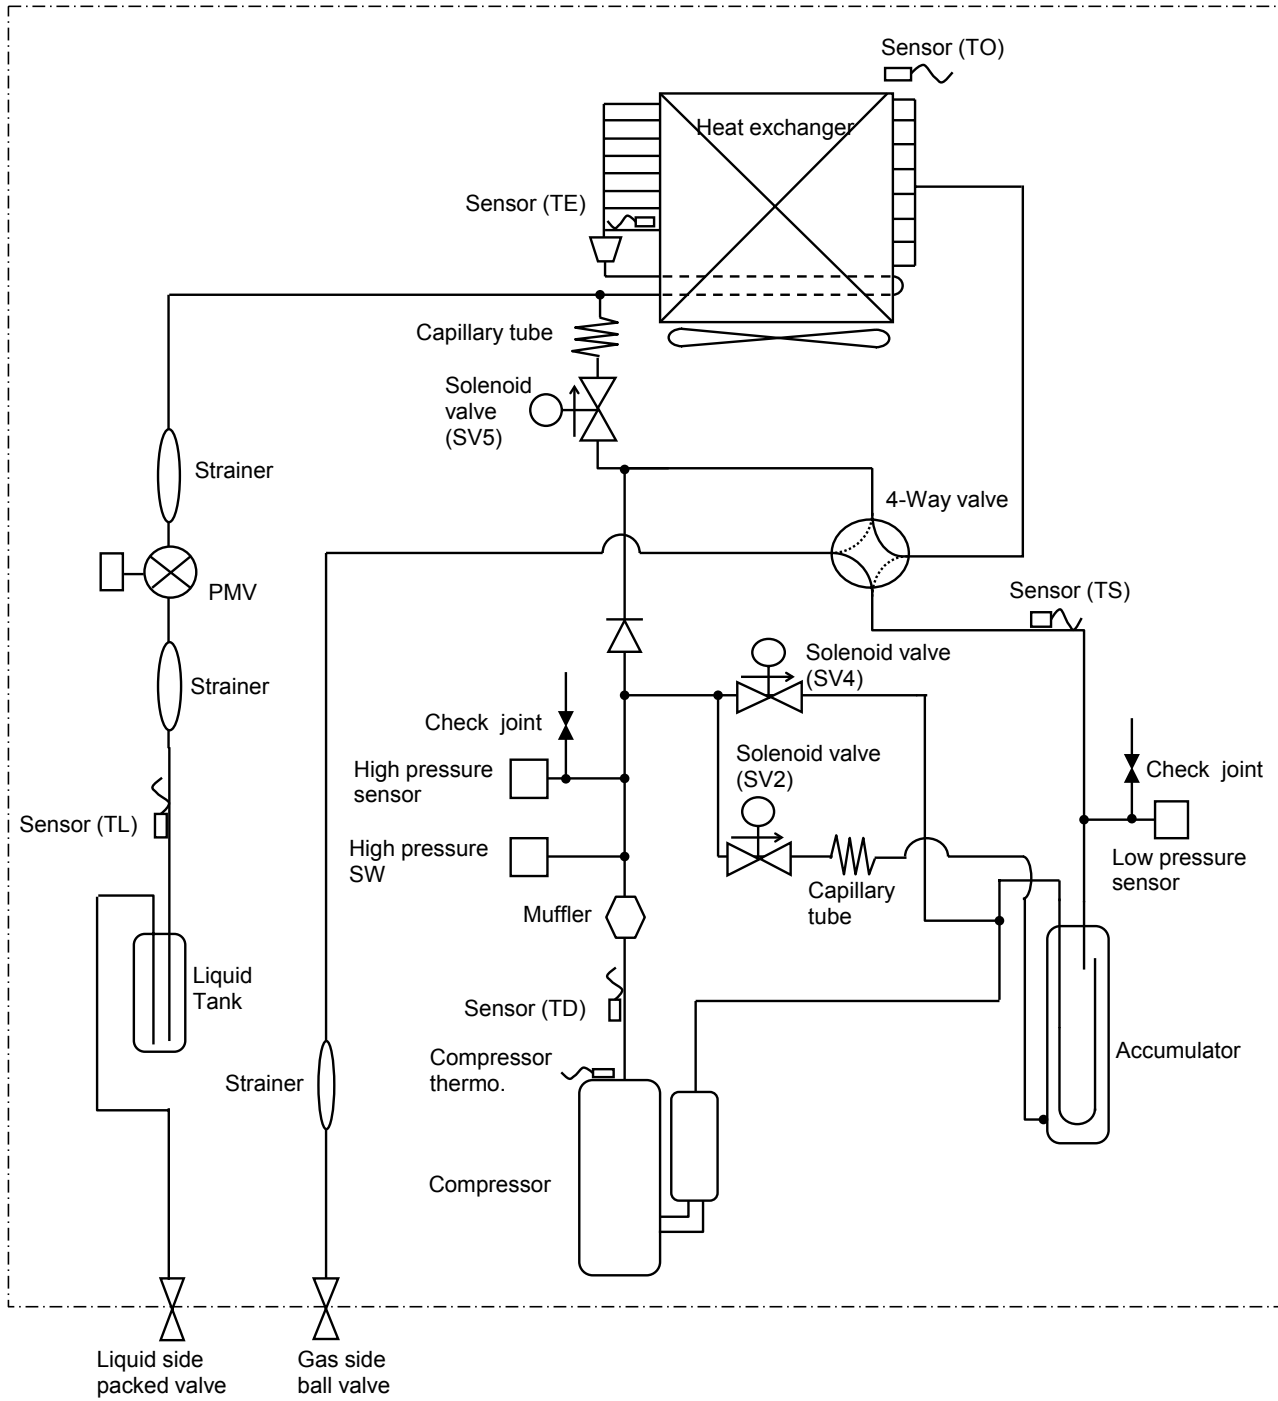 Sensor (TO)
Heat exchanger
Sensor (TE)
Capillary tube
Solenoid
valve
(SV5)
Strainer
4-Way valve
PMV
Sensor (TS)
Solenoid valve
(SV4)
Strainer
Check joint
Solenoid valve
(SV2)
High pressure
sensor
Check joint
Sensor (TL)
High pressure
SW
Low pressure
sensor
Capillary
tube
Muffler
Liquid
Tank
Sensor (TD)
Accumulator
Compressor
thermo.
Strainer
Compressor
Liquid side
packed valve
Gas side
ball valve